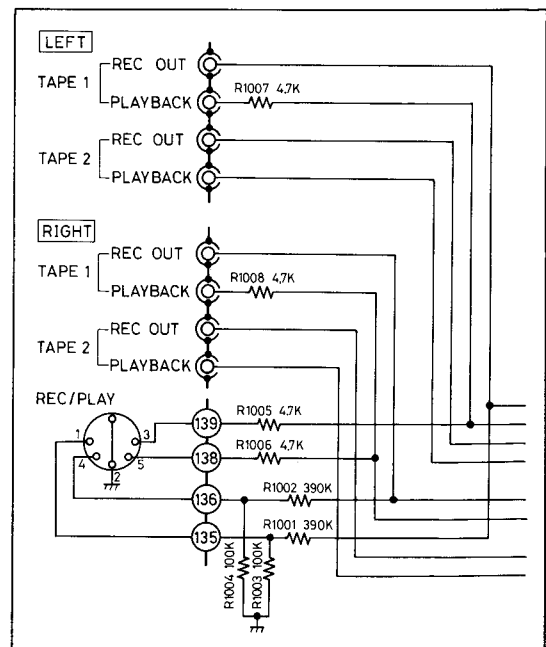 LEFT
REC OUT
TAPE 1
R1007 4.7K
PLAYBACK
REC OUT
TAPE 2
PLAYBACK
RIGHT
REC OUT
TAPE 1
R1008 4.7K
PLAYBACK
REC OUT
TAPE 2
PLAYBACK
REC/PLAY
1
3
4
5
2
139
R1005 4.7K
138
R1006 4.7K
136
R1002 390K
135
R1001 390K
R1004 100K
R1003 100K